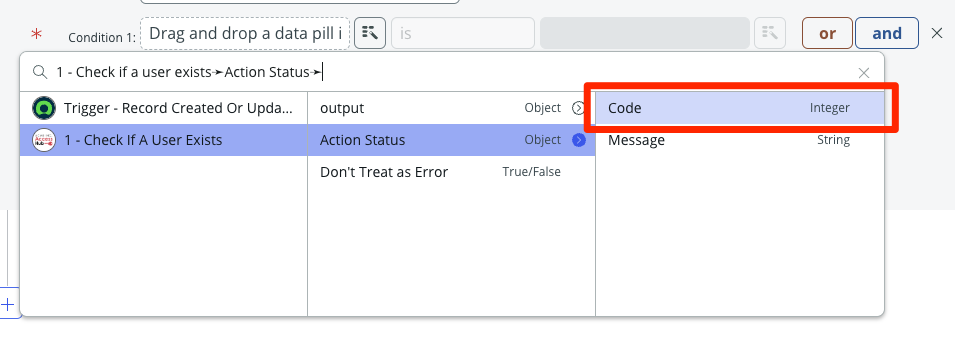 * Condition 1: Drag and drop a data pill i is or and
1 - Check if a user exists➛Action Status➛
Trigger - Record Created Or Upda... output Object Code Integer
1 - Check If A User Exists Action Status Object Message String
Don't Treat as Error True/False